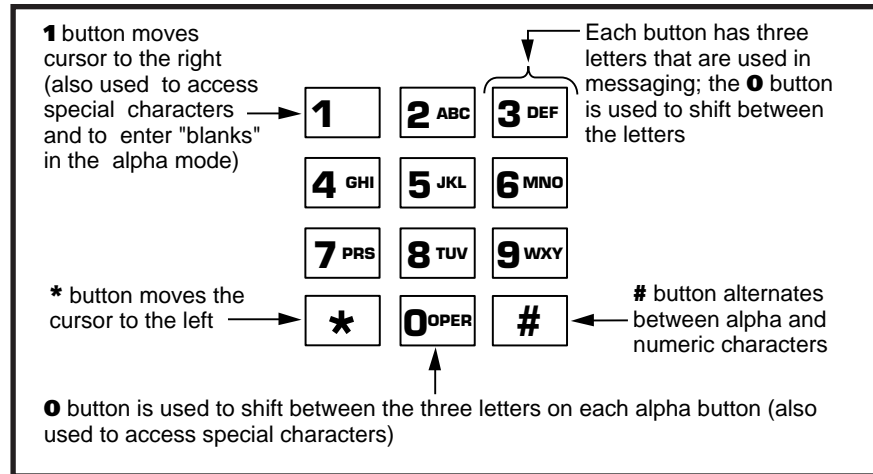 1 button moves
cursor to the right
(also used to access
special characters
and to enter "blanks"
in the alpha mode)
Each button has three
letters that are used in
messaging; the 0 button
is used to shift between
the letters
1
2 ABC
3 DEF
4 GHI
5 JKL
6 MNO
7 PRS
8 TUV
9 WXY
* button moves the
cursor to the left
*
0 OPER
#
# button alternates
between alpha and
numeric characters
0 button is used to shift between the three letters on each alpha button (also
used to access special characters)